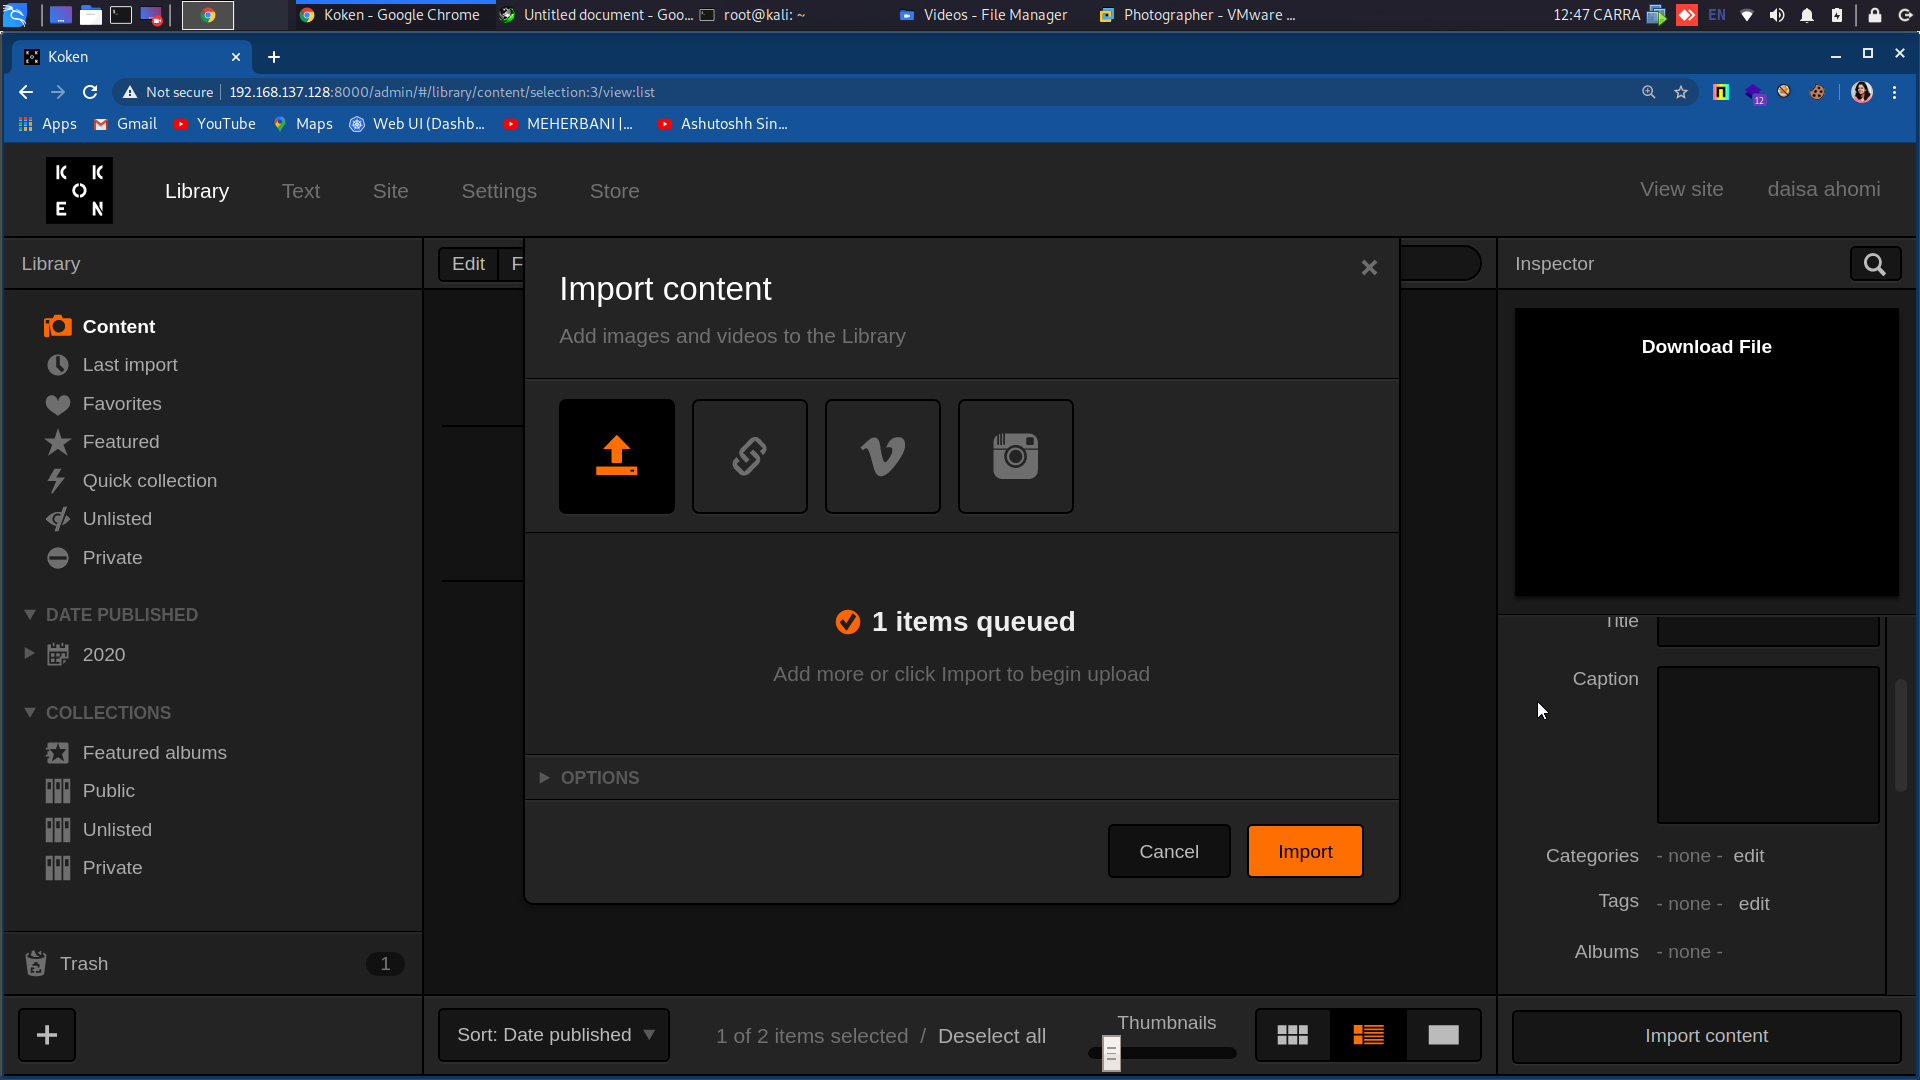 Koken - Google Chrome
Untitled document - Goo...
root@kali: ~
Videos - File Manager
Photographer - VMware ...
12:47 CARRA
EN
Koken
Not secure
192.168.137.128:8000/admin/#/library/content/selection:3/view:list
12
Apps
Gmail
YouTube
Maps
Web UI (Dashb...
MEHERBANI |...
Ashutoshh Sin...
K K
O
E N
Library
Text
Site
Settings
Store
View site
daisa ahomi
Library
Content
Last import
Favorites
Featured
Quick collection
Unlisted
Private
DATE PUBLISHED
2020
COLLECTIONS
Featured albums
Public
Unlisted
Private
Trash
1
Edit
F
Import content
Add images and videos to the Library
1 items queued
Add more or click Import to begin upload
OPTIONS
Cancel
Import
Sort: Date published
1 of 2 items selected / Deselect all
Thumbnails
Inspector
Download File
Title
Caption
Categories - none - edit
Tags - none - edit
Albums - none -
Import content